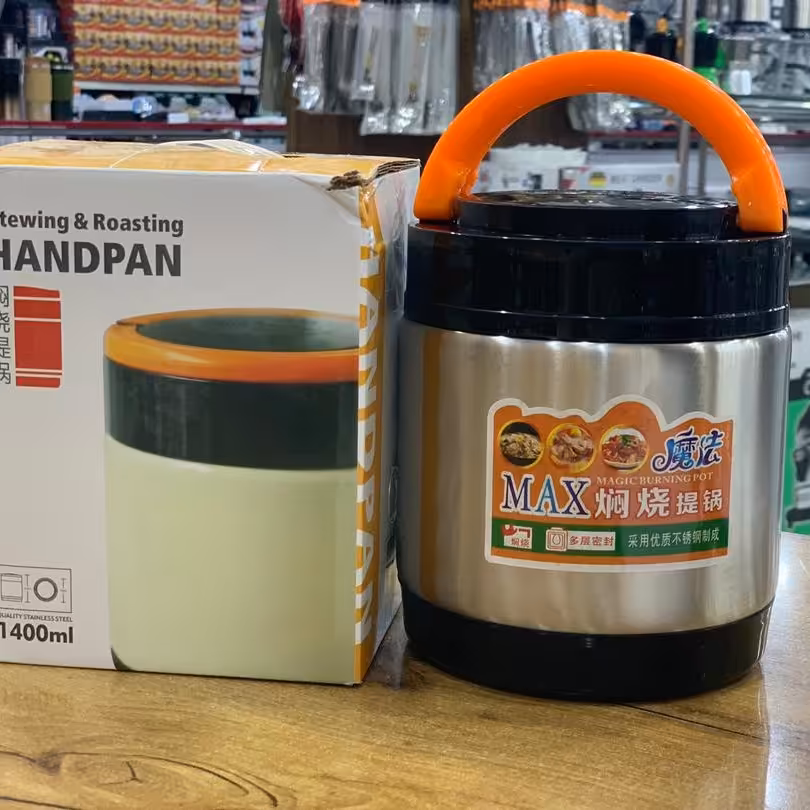 tewing & Roasting
HANDPAN
焖
烧
提
锅
QUALITY STAINLESS STEEL
1400ml
HANDPAN
魔法
MAGIC BURNING POT
MAX 焖烧提锅
焖烧
多层密封
采用优质不锈钢制成